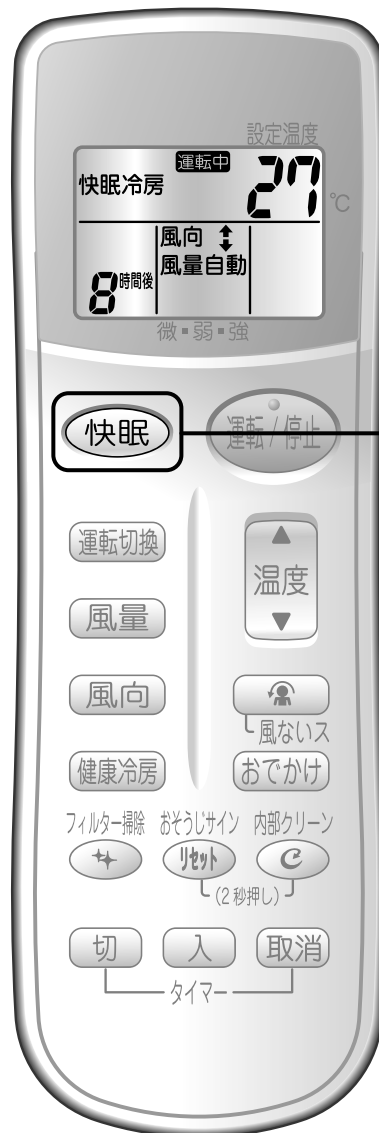 設定温度
運転中
快眠冷房 27℃
風向
8時間後 風量自動
微・弱・強
快眠 運転/停止
運転切換
温度
風量
風向
風ないス
健康冷房 おでかけ
フィルター掃除 おそうじサイン 内部クリーン
リセット
(2秒押し)
切 入 取消
タイマー